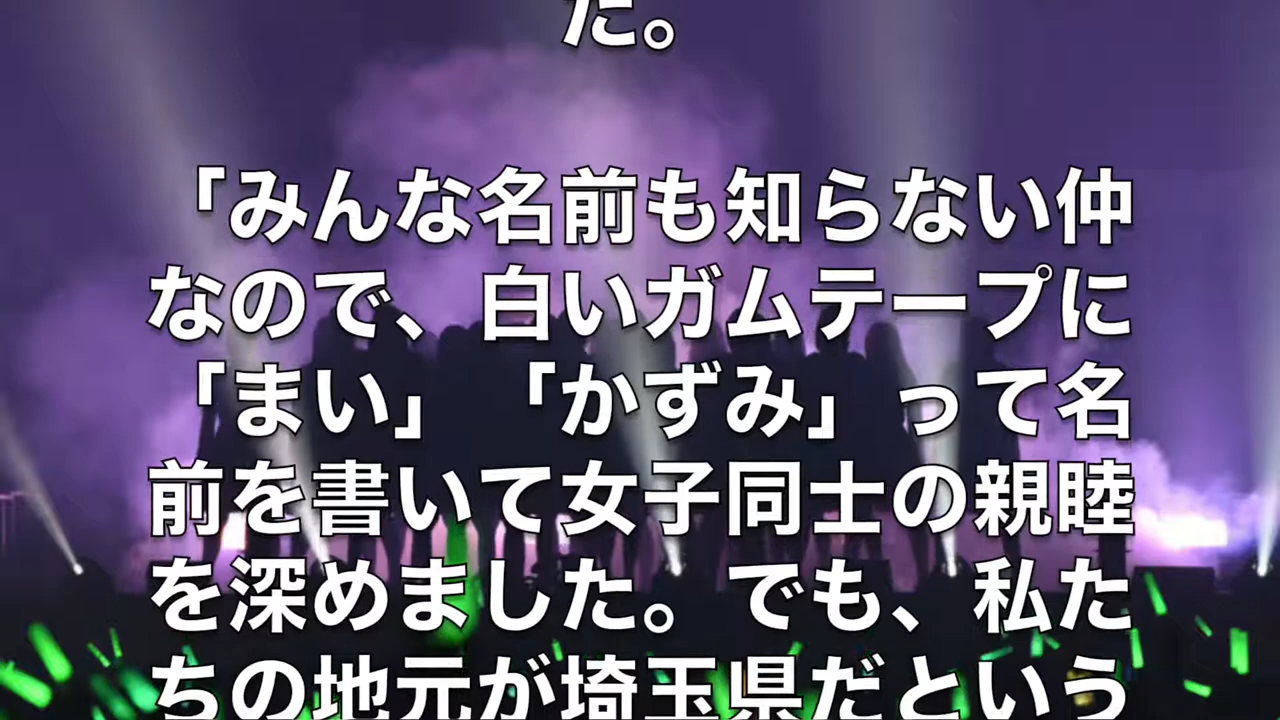 た。
「みんな名前も知らない仲
なので、白いガムテープに
「まい」「かずみ」って名
前を書いて女子同士の親睦
を深めました。でも、私た
ちの地元が埼玉県だという